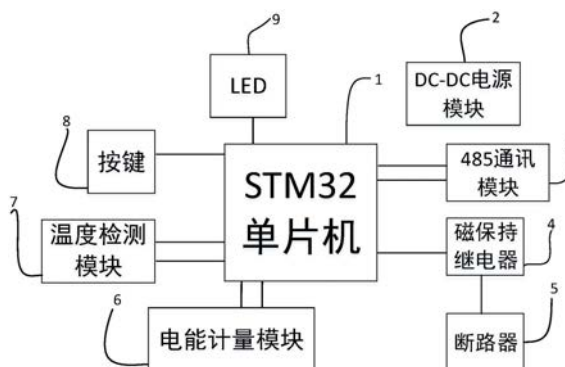 9
2
LED
1
DC-DC电源
模块
8
按键
STM32
单片机
485通讯
模块
7
温度检测
模块
磁保持
继电器
4
6
电能计量模块
5
断路器